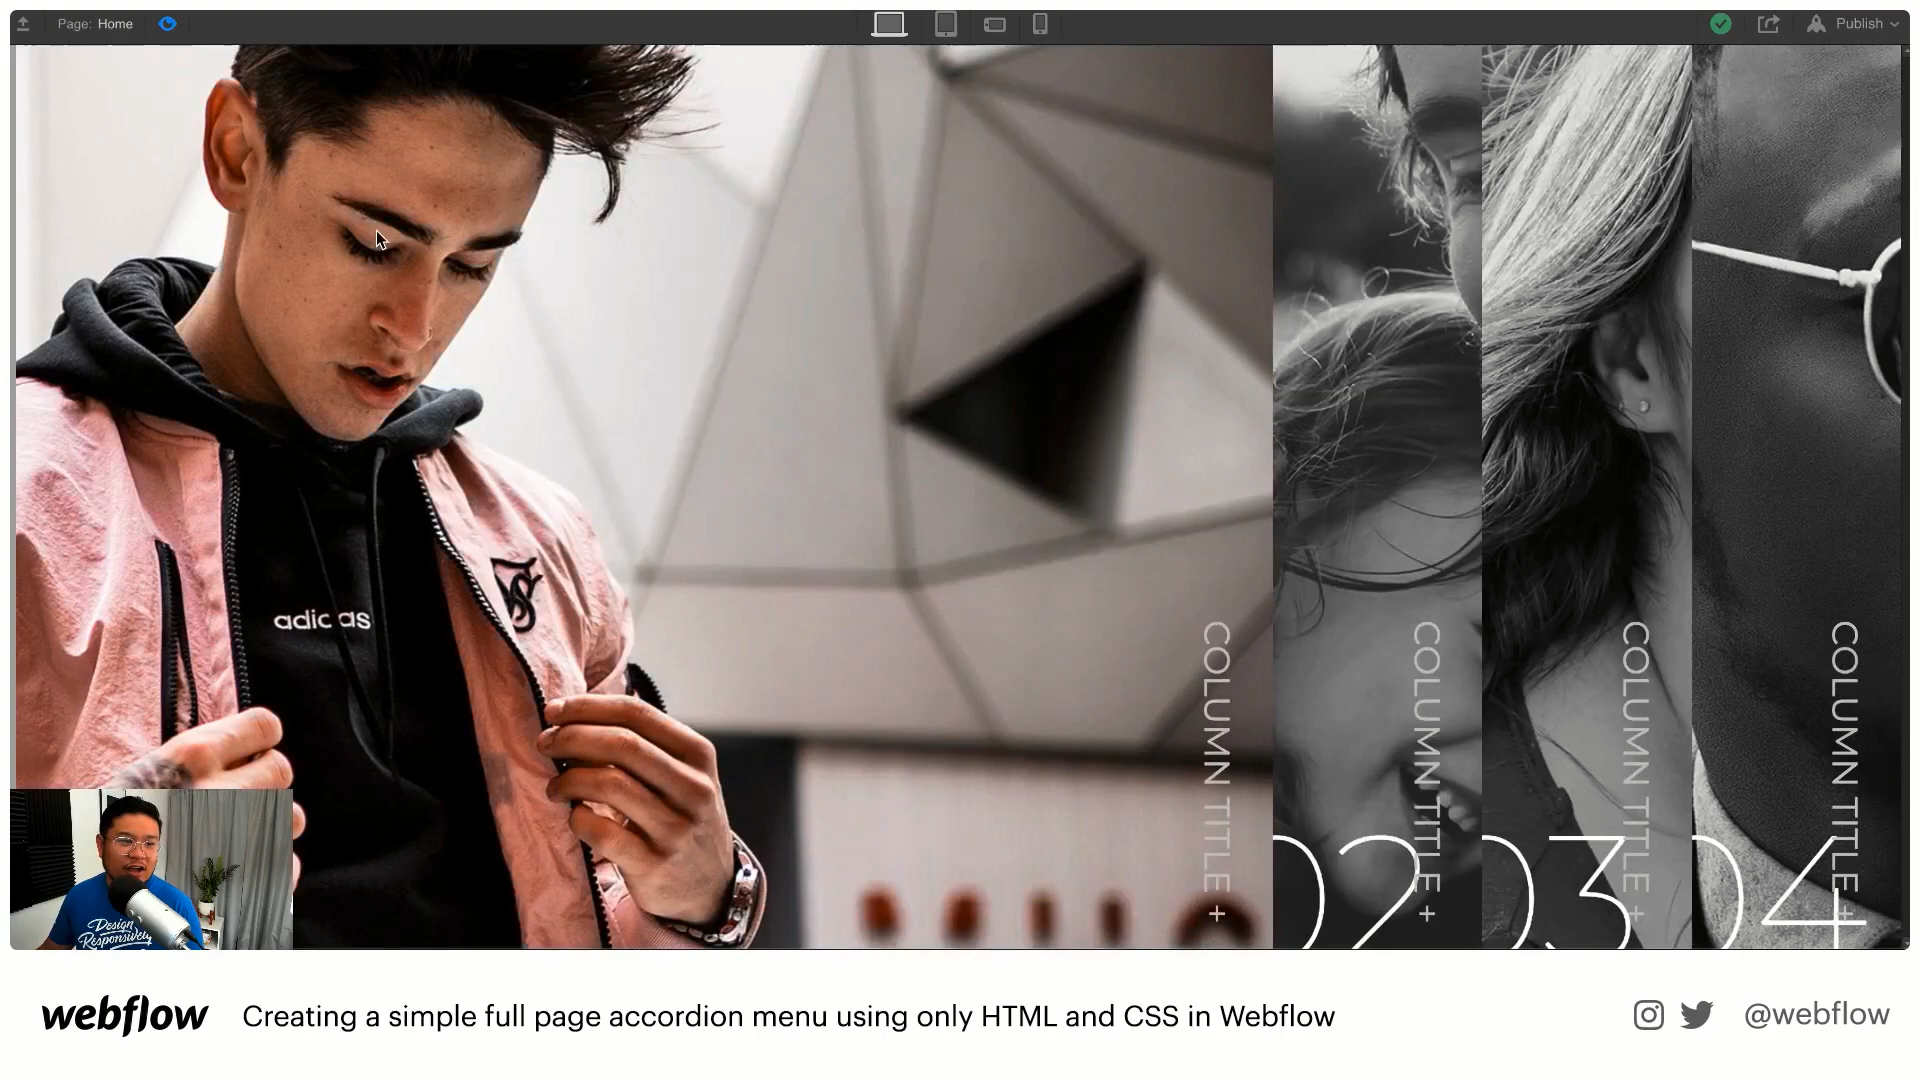 Page: Home
Publish
adidas
COLUMN TITLE +
COLUMN TITLE +
COLUMN TITLE +
COLUMN TITLE +
02
03
04
Design
Responsively
webflow
Creating a simple full page accordion menu using only HTML and CSS in Webflow
@webflow